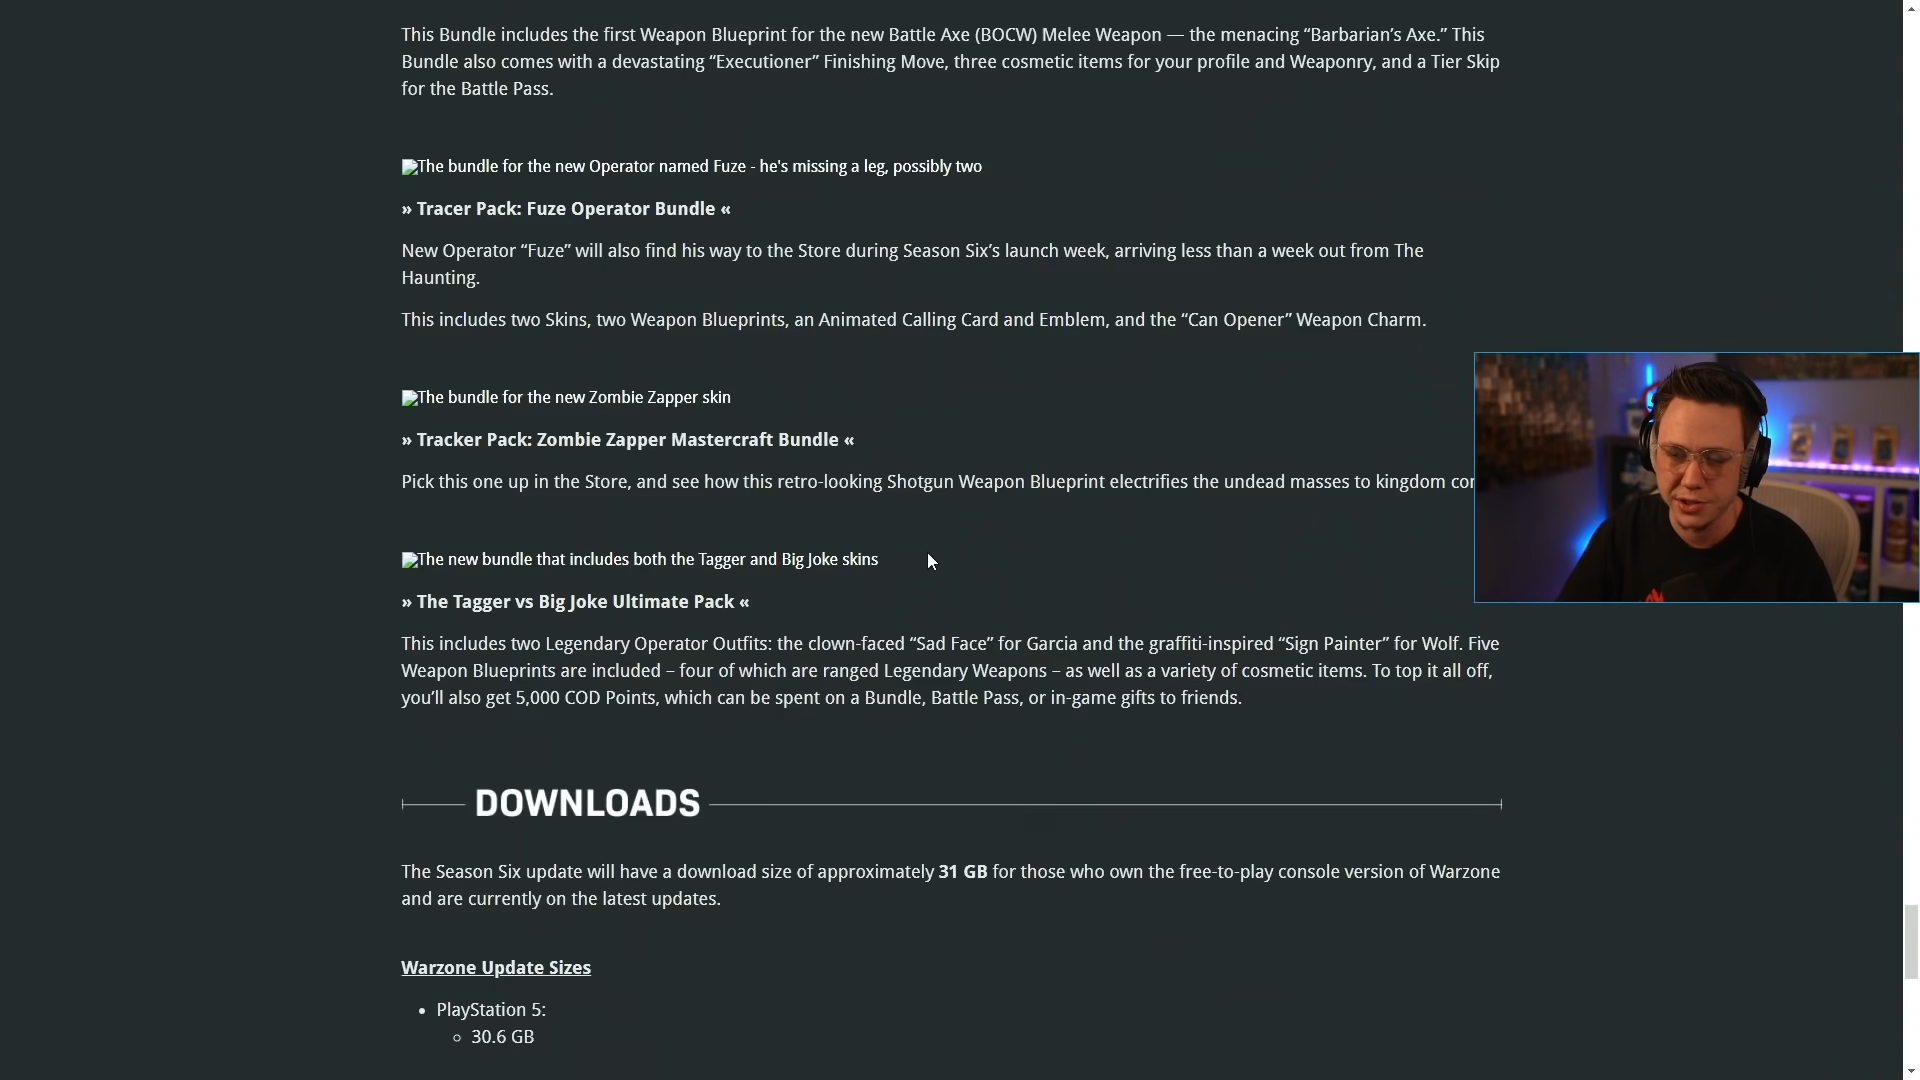 This Bundle includes the first Weapon Blueprint for the new Battle Axe (BOCW) Melee Weapon — the menacing “Barbarian’s Axe.” This
Bundle also comes with a devastating “Executioner” Finishing Move, three cosmetic items for your profile and Weaponry, and a Tier Skip
for the Battle Pass.
The bundle for the new Operator named Fuze - he's missing a leg, possibly two
» Tracer Pack: Fuze Operator Bundle «
New Operator “Fuze” will also find his way to the Store during Season Six’s launch week, arriving less than a week out from The
Haunting.
This includes two Skins, two Weapon Blueprints, an Animated Calling Card and Emblem, and the “Can Opener” Weapon Charm.
The bundle for the new Zombie Zapper skin
» Tracker Pack: Zombie Zapper Mastercraft Bundle «
Pick this one up in the Store, and see how this retro-looking Shotgun Weapon Blueprint electrifies the undead masses to kingdom
The new bundle that includes both the Tagger and Big Joke skins
» The Tagger vs Big Joke Ultimate Pack «
This includes two Legendary Operator Outfits: the clown-faced “Sad Face” for Garcia and the graffiti-inspired “Sign Painter” for Wolf. Five
Weapon Blueprints are included – four of which are ranged Legendary Weapons – as well as a variety of cosmetic items. To top it all off,
you’ll also get 5,000 COD Points, which can be spent on a Bundle, Battle Pass, or in-game gifts to friends.
DOWNLOADS
The Season Six update will have a download size of approximately 31 GB for those who own the free-to-play console version of Warzone
and are currently on the latest updates.
Warzone Update Sizes
• PlayStation 5:
○ 30.6 GB